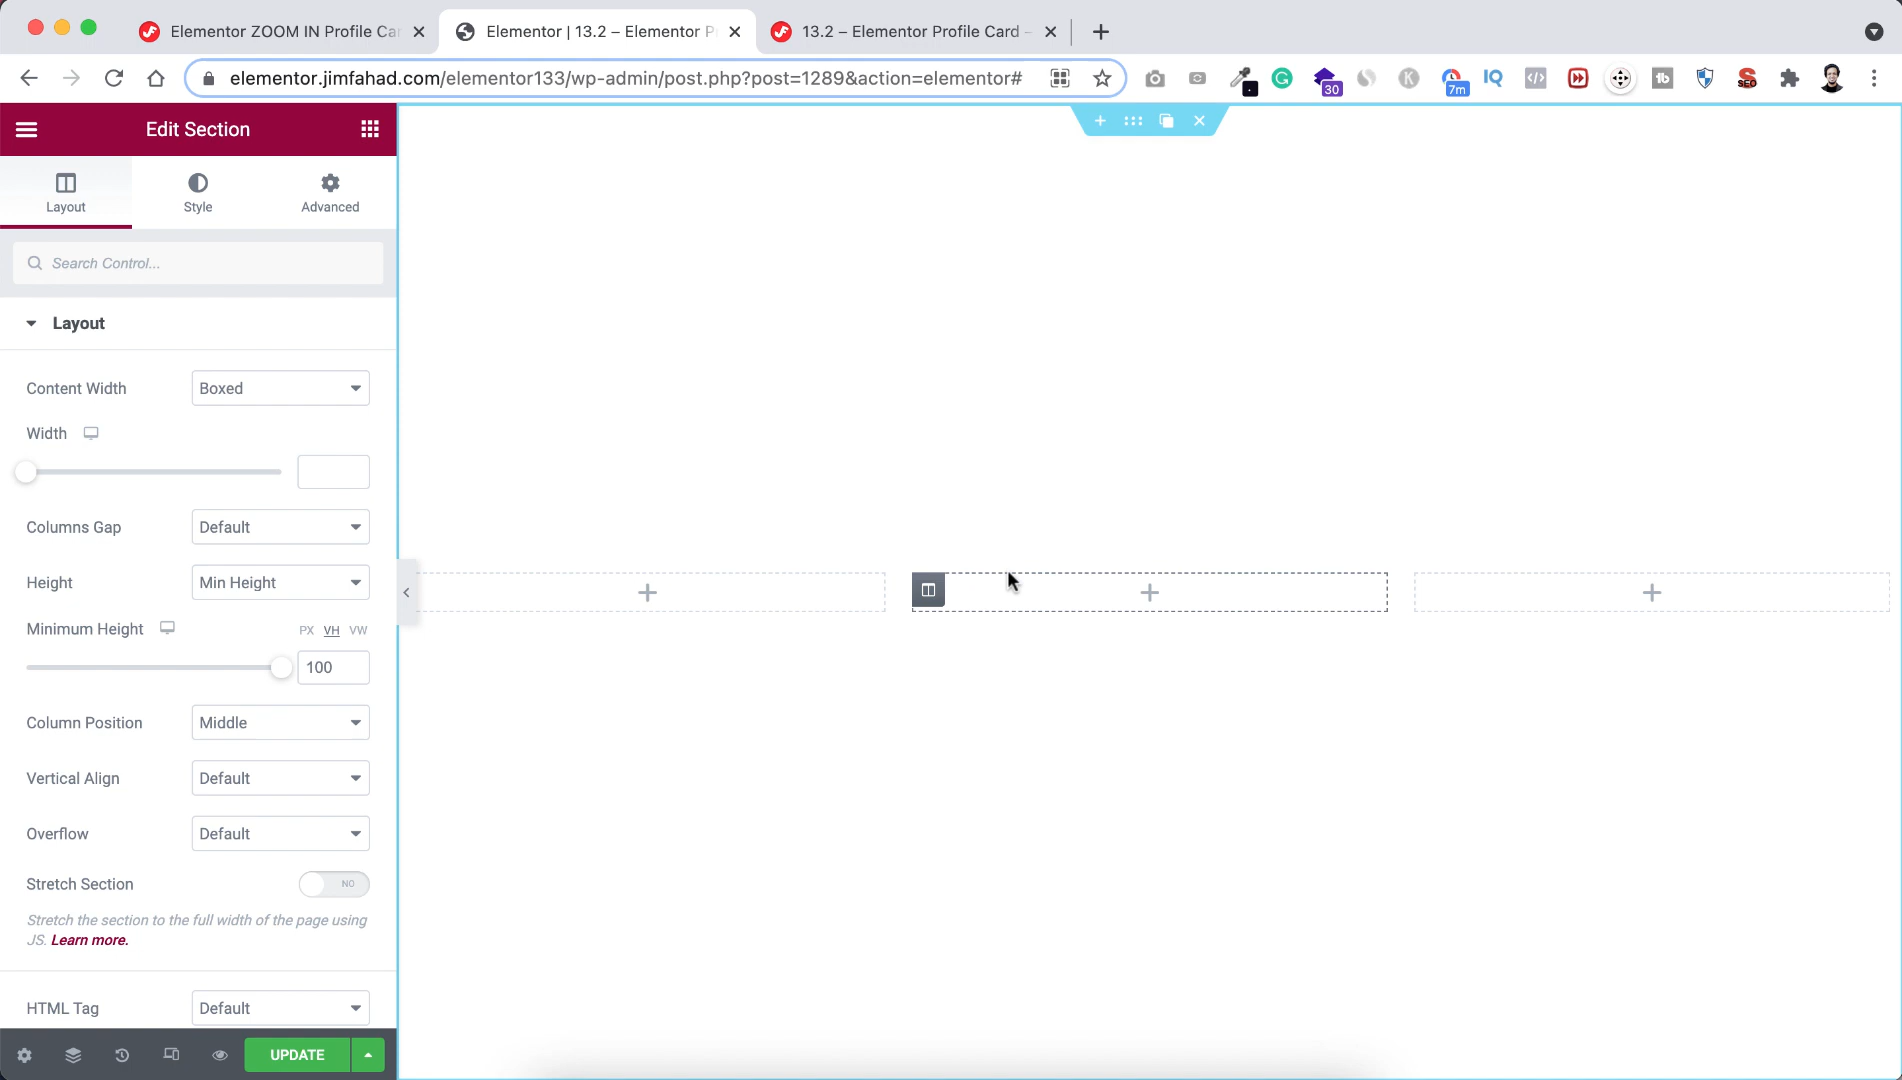 Elementor ZOOM IN Profile Car
Elementor | 13.2 – Elementor P
13.2 – Elementor Profile Card –
elementor.jimfahad.com/elementor133/wp-admin/post.php?post=1289&action=elementor#
30
7m
IQ
SEO
Edit Section
Layout
Style
Advanced
Search Control...
Layout
Content Width
Boxed
Width
Columns Gap
Default
Height
Min Height
Minimum Height
PX VH VW
100
Column Position
Middle
Vertical Align
Default
Overflow
Default
Stretch Section
NO
Stretch the section to the full width of the page using
JS. Learn more.
HTML Tag
Default
UPDATE